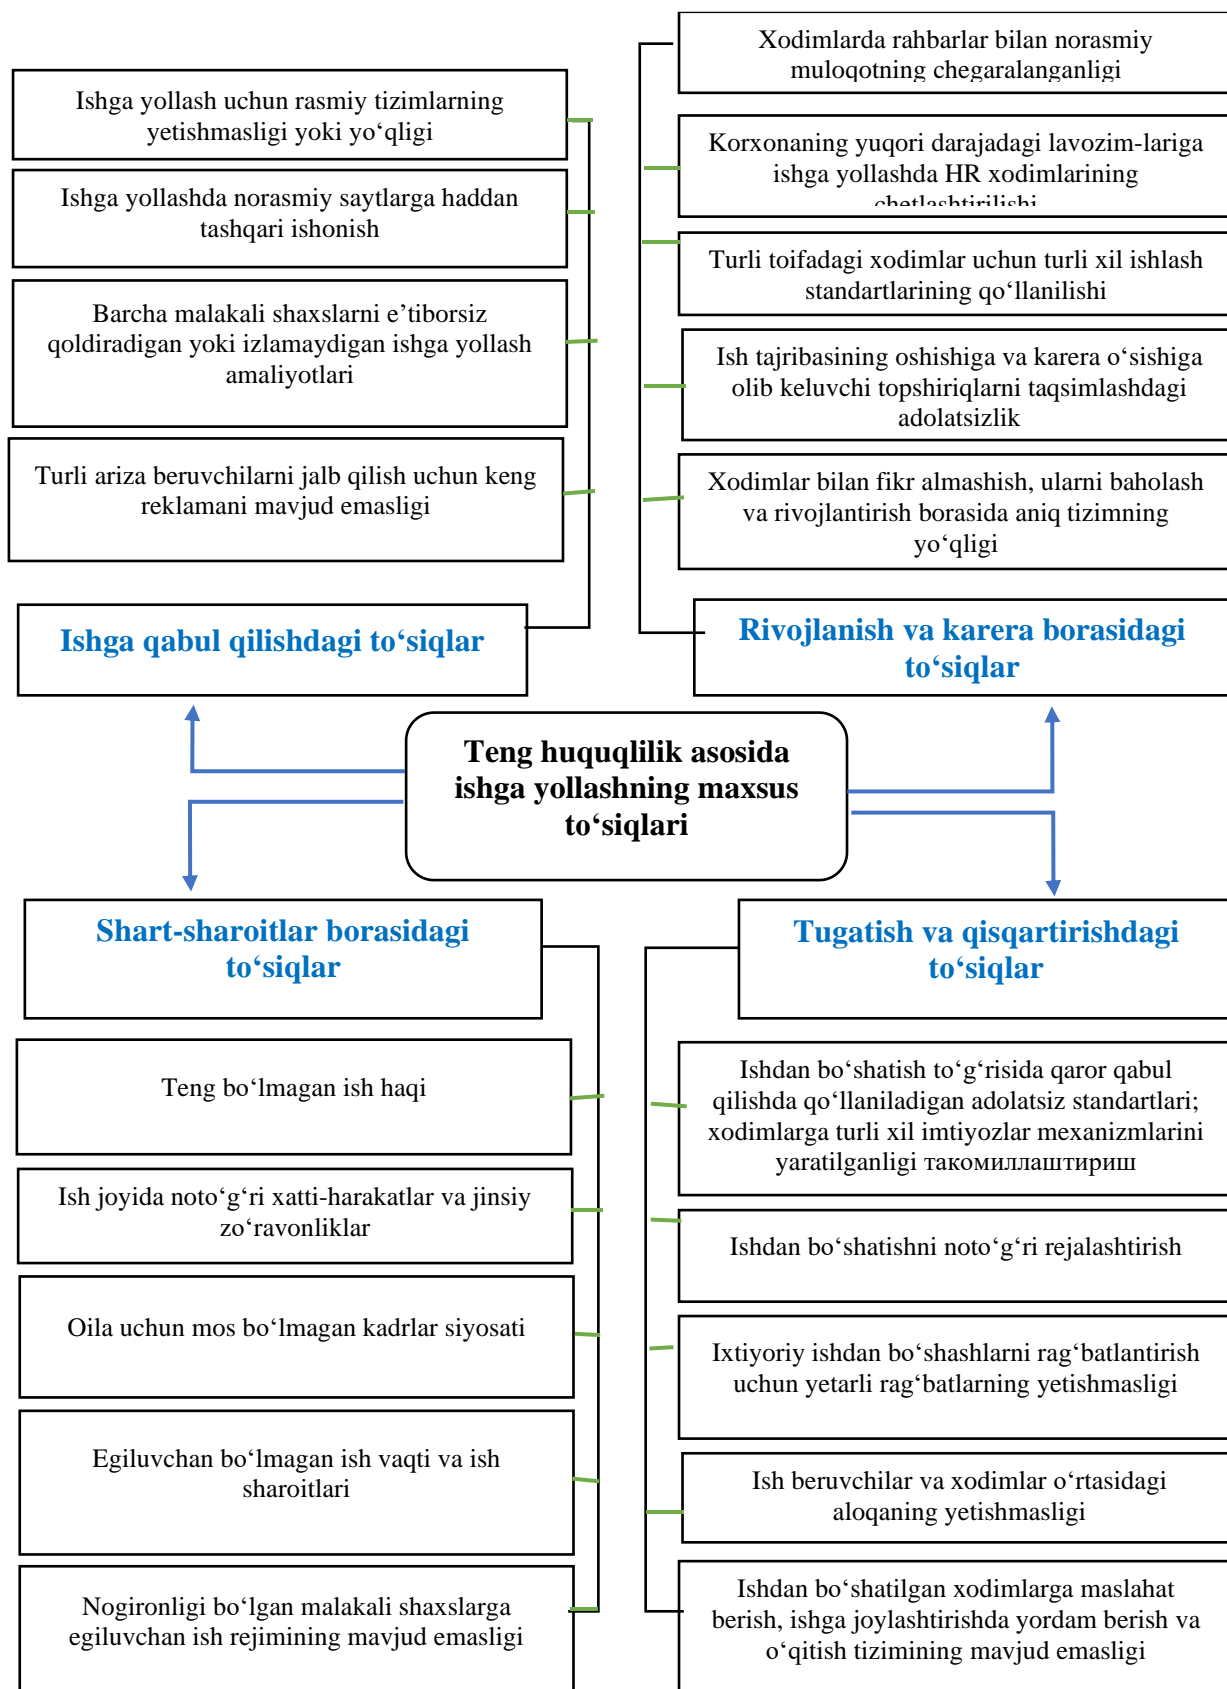 Ishga yollash uchun rasmiy tizimlarning
yetishmasligi yoki yo‘qligi
Ishga yollashda norasmiy saytlarga haddan
tashqari ishonish
Barcha malakali shaxslarni e’tiborsiz
qoldiradigan yoki izlamaydigan ishga yollash
amaliyotlari
Turli ariza beruvchilarni jalb qilish uchun keng
reklamani mavjud emasligi
Ishga qabul qilishdagi to‘siqlar
Xodimlarda rahbarlar bilan norasmiy
muloqotning chegaralanganligi
Korxonaning yuqori darajadagi lavozim-lariga
ishga yollashda HR xodimlarining
chetlashtirilishi
Turli toifadagi xodimlar uchun turli xil ishlash
standartlarining qo‘llanilishi
Ish tajribasining oshishiga va karera o‘sishiga
olib keluvchi topshiriqlarni taqsimlashdagi
adolatsizlik
Xodimlar bilan fikr almashish, ularni baholash
va rivojlantirish borasida aniq tizimning
yo‘qligi
Rivojlanish va karera borasidagi
to‘siqlar
Teng huquqlilik asosida
ishga yollashning maxsus
to‘siqlari
Shart-sharoitlar borasidagi
to‘siqlar
Teng bo‘lmagan ish haqi
Ish joyida noto‘g‘ri xatti-harakatlar va jinsiy
zo‘ravonliklar
Oila uchun mos bo‘lmagan kadrlar siyosati
Egiluvchan bo‘lmagan ish vaqti va ish
sharoitlari
Nogironligi bo‘lgan malakali shaxslarga
egiluvchan ish rejimining mavjud emasligi
Tugatish va qisqartirishdagi
to‘siqlar
Ishdan bo‘shatish to‘g‘risida qaror qabul
qilishda qo‘llaniladigan adolatsiz standartlari;
xodimlarga turli xil imtiyozlar mexanizmlarini
yaratilganligi такомиллаштириш
Ishdan bo‘shatishni noto‘g‘ri rejalashtirish
Ixtiyoriy ishdan bo‘shashlarni rag‘batlantirish
uchun yetarli rag‘batlarning yetishmasligi
Ish beruvchilar va xodimlar o‘rtasidagi
aloqaning yetishmasligi
Ishdan bo‘shatilgan xodimlarga maslahat
berish, ishga joylashtirishda yordam berish va
o‘qitish tizimining mavjud emasligi